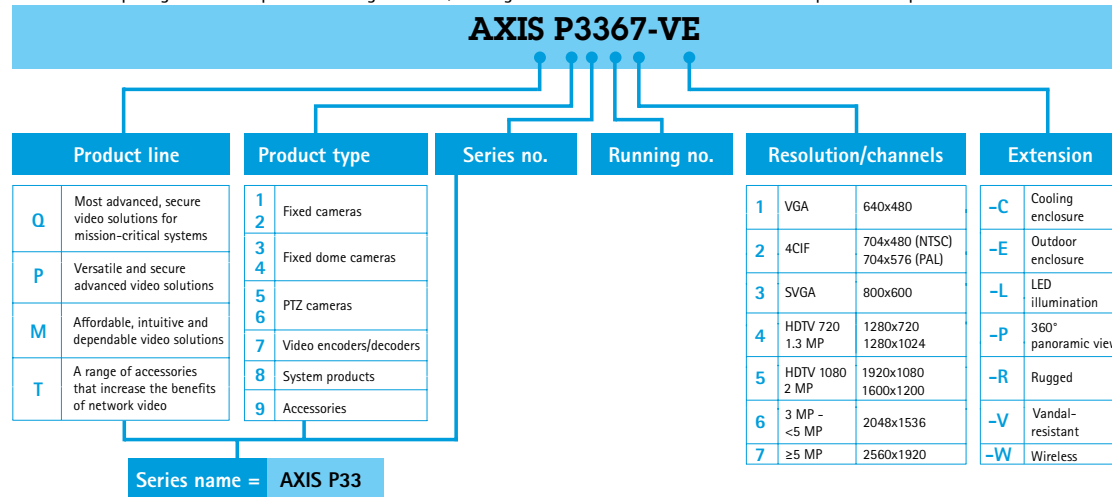 AXIS P3367-VE
Product line
Product type
Series no.
Running no.
Resolution/channels
Extension
Q
Most advanced, secure
video solutions for
mission-critical systems
P
Versatile and secure
advanced video solutions
M
Affordable, intuitive and
dependable video solutions
T
A range of accessories
that increase the benefits
of network video
1
2
Fixed cameras
3
4
Fixed dome cameras
5
6
PTZ cameras
7 Video encoders/decoders
8 System products
9 Accessories
1 VGA 640x480
2 4CIF 704x480 (NTSC)
704x576 (PAL)
3 SVGA 800x600
4 HDTV 720 1280x720
1.3 MP 1280x1024
5 HDTV 1080 1920x1080
2 MP 1600x1200
6 3 MP - 2048x1536
<5 MP
7 ≥5 MP 2560x1920
-C Cooling
enclosure
-E Outdoor
enclosure
-L LED
illumination
-P 360°
panoramic view
-R Rugged
-V Vandal-
resistant
-W Wireless
Series name = AXIS P33